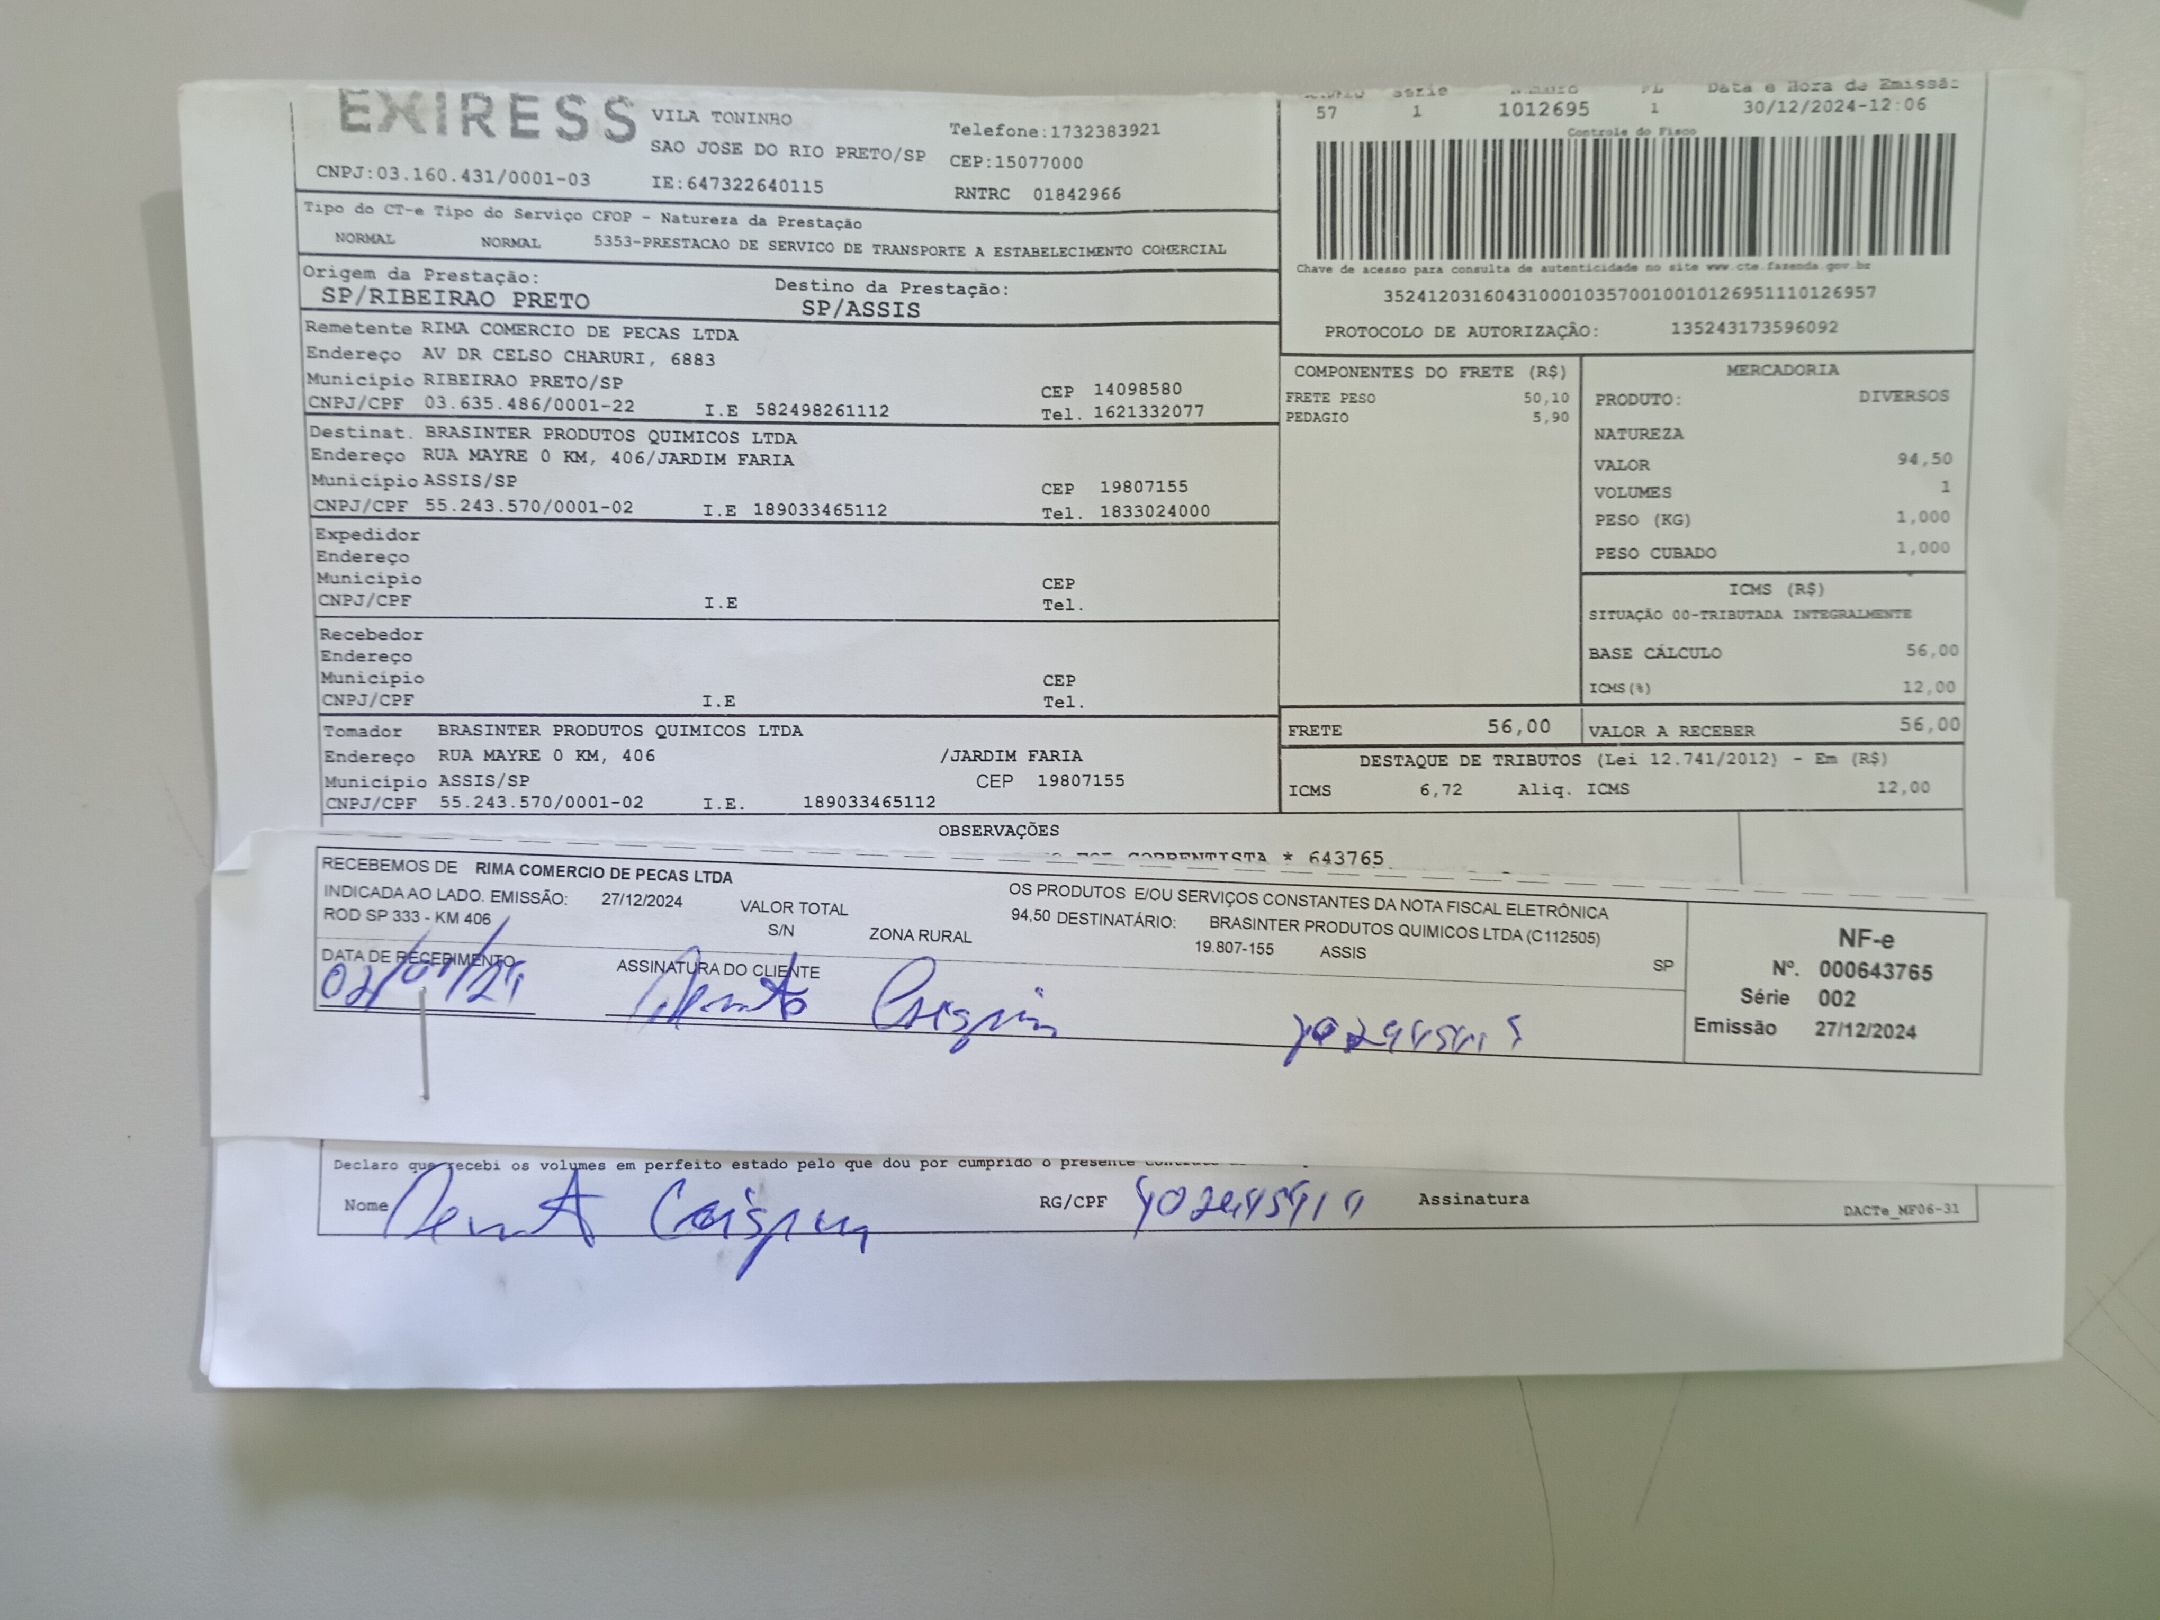 EXIRESS
VILA TONINHO
SAO JOSE DO RIO PRETO/SP
Telefone:1732383921
CEP:15077000
CNPJ:03.160.431/0001-03
IE:647322640115
RNTRC 01842966
Série
FL
Data e Hora de Emissão
57 1 1012695 1 30/12/2024-12:06
Controle do Fisco
Chave de acesso para consulta de autenticidade no site www.cte.fazenda.gov.br
35241203160431000103570010010126951110126957
PROTOCOLO DE AUTORIZAÇÃO: 135243173596092
Tipo do CT-e Tipo do Serviço CFOP - Natureza da Prestação
NORMAL NORMAL 5353-PRESTACAO DE SERVICO DE TRANSPORTE A ESTABELECIMENTO COMERCIAL
Origem da Prestação:
SP/RIBEIRAO PRETO
Destino da Prestação:
SP/ASSIS
Remetente RIMA COMERCIO DE PECAS LTDA
Endereço AV DR CELSO CHARURI, 6883
Município RIBEIRAO PRETO/SP CEP 14098580
CNPJ/CPF 03.635.486/0001-22 I.E 582498261112 Tel. 1621332077
Destinat. BRASINTER PRODUTOS QUIMICOS LTDA
Endereço RUA MAYRE 0 KM, 406/JARDIM FARIA
Município ASSIS/SP CEP 19807155
CNPJ/CPF 55.243.570/0001-02 I.E 189033465112 Tel. 1833024000
Expedidor
Endereço
Município CEP
CNPJ/CPF I.E Tel.
Recebedor
Endereço
Município CEP
CNPJ/CPF I.E Tel.
Tomador BRASINTER PRODUTOS QUIMICOS LTDA
Endereço RUA MAYRE 0 KM, 406 /JARDIM FARIA
Município ASSIS/SP CEP 19807155
CNPJ/CPF 55.243.570/0001-02 I.E. 189033465112
COMPONENTES DO FRETE (R$)
FRETE PESO 50,10
PEDAGIO 5,90
MERCADORIA
PRODUTO: DIVERSOS
NATUREZA
VALOR 94,50
VOLUMES 1
PESO (KG) 1,000
PESO CUBADO 1,000
ICMS (R$)
SITUAÇÃO 00-TRIBUTADA INTEGRALMENTE
BASE CÁLCULO 56,00
ICMS(%) 12,00
FRETE 56,00 VALOR A RECEBER 56,00
DESTAQUE DE TRIBUTOS (Lei 12.741/2012) - Em (R$)
ICMS 6,72 Aliq. ICMS 12,00
OBSERVAÇÕES
CORRENTISTA * 643765
RECEBEMOS DE RIMA COMERCIO DE PECAS LTDA OS PRODUTOS E/OU SERVIÇOS CONSTANTES DA NOTA FISCAL ELETRÔNICA
INDICADA AO LADO. EMISSÃO: 27/12/2024 VALOR TOTAL 94,50 DESTINATÁRIO: BRASINTER PRODUTOS QUIMICOS LTDA (C112505)
ROD SP 333 - KM 406 S/N ZONA RURAL 19.807-155 ASSIS SP
DATA DE RECEBIMENTO
ASSINATURA DO CLIENTE
NF-e
Nº. 000643765
Série 002
Emissão 27/12/2024
Declaro que recebi os volumes em perfeito estado pelo que dou por cumprido o presente
Nome
RG/CPF
Assinatura
DACTe_MF06-31